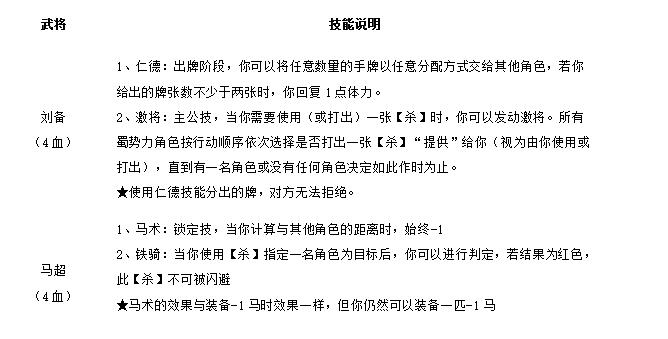 武将 技能说明
1、仁德：出牌阶段，你可以将任意数量的手牌以任意分配方式交给其他角色，若你
给出的牌张数不少于两张时，你回复1点体力。
刘备
（4血）
2、激将：主公技，当你需要使用（或打出）一张【杀】时，你可以发动激将。所有
蜀势力角色按行动顺序依次选择是否打出一张【杀】“提供”给你（视为由你使用或
打出），直到有一名角色或没有任何角色决定如此作时为止。
★使用仁德技能分出的牌，对方无法拒绝。
1、马术：锁定技，当你计算与其他角色的距离时，始终-1
2、铁骑：当你使用【杀】指定一名角色为目标后，你可以进行判定，若结果为红色，
马超
（4血）
此【杀】不可被闪避
★马术的效果与装备-1马时效果一样，但你仍然可以装备一匹-1马